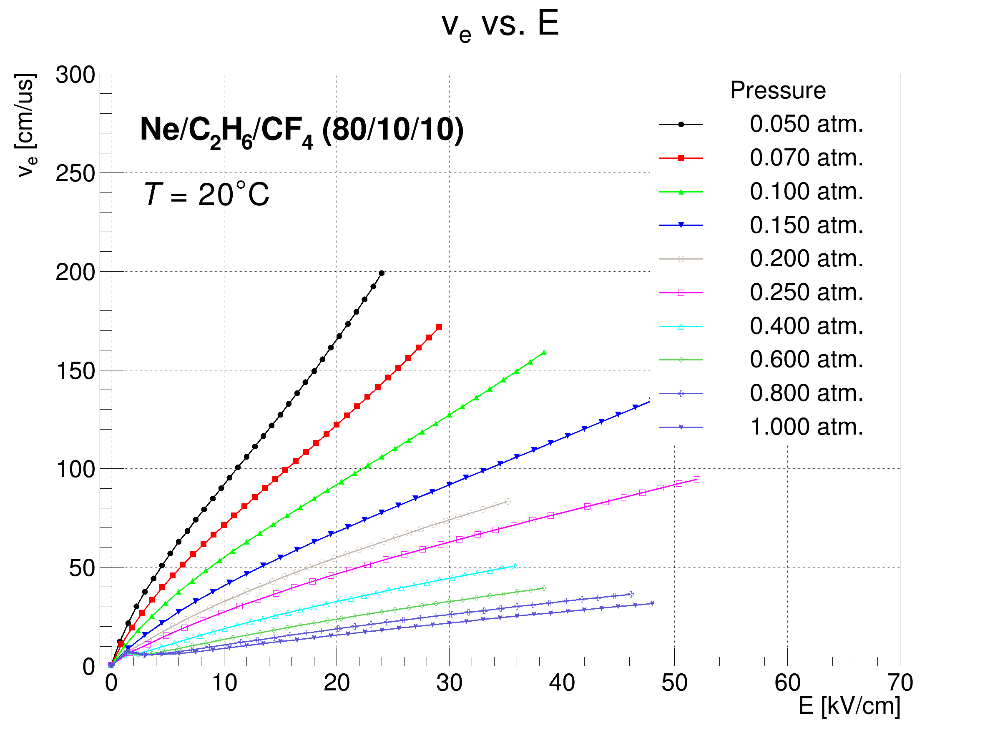 vₑ vs. E
vₑ [cm/us]
300
250
200
150
100
50
0
Ne/C₂H₆/CF₄ (80/10/10)
T = 20°C
Pressure
0.050 atm.
0.070 atm.
0.100 atm.
0.150 atm.
0.200 atm.
0.250 atm.
0.400 atm.
0.600 atm.
0.800 atm.
1.000 atm.
0 10 20 30 40 50 60 70
E [kV/cm]